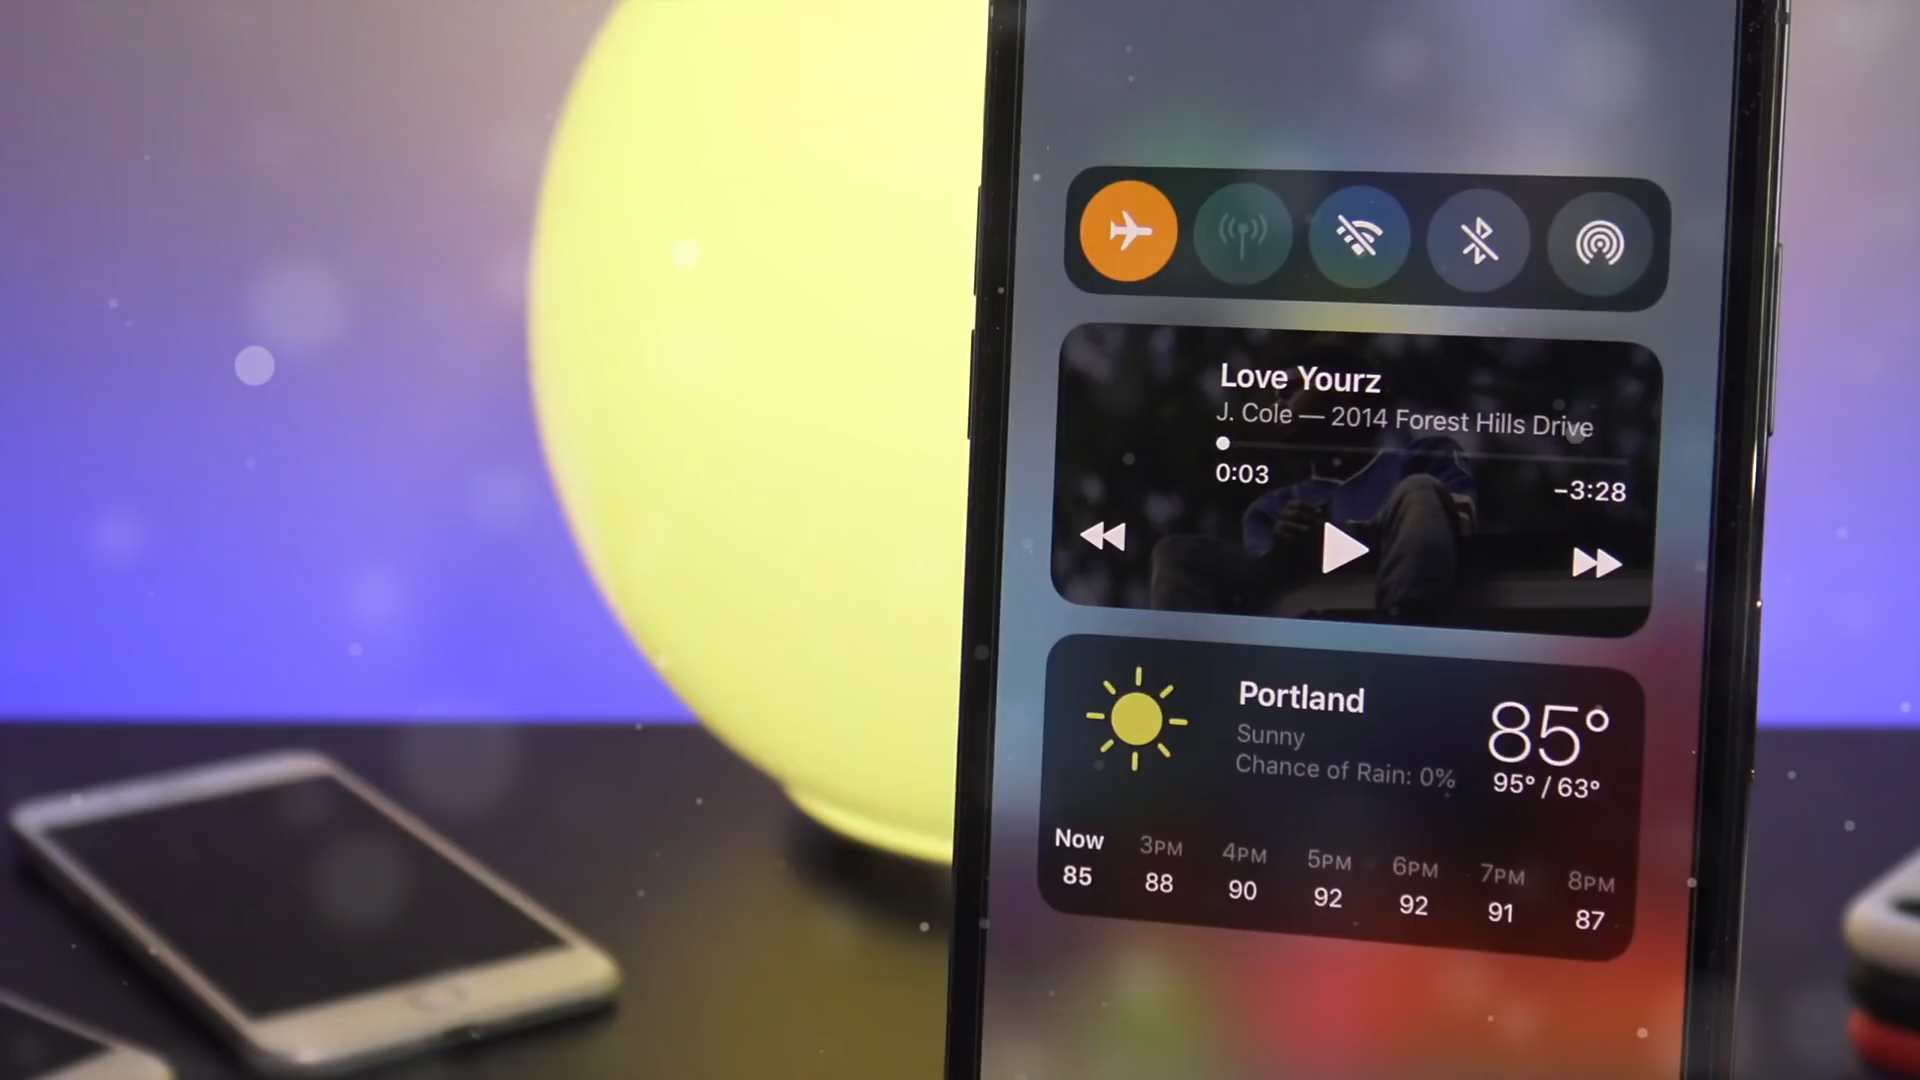 Love Yourz
J. Cole — 2014 Forest Hills Drive
0:03 -3:28
Portland
Sunny
Chance of Rain: 0%
85°
95° / 63°
Now 3PM 4PM 5PM 6PM 7PM 8PM
85 88 90 92 92 91 87